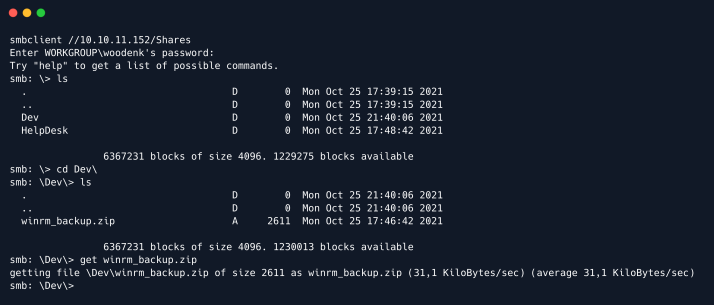 smbclient //10.10.11.152/Shares
Enter WORKGROUP\woodenk's password:
Try "help" to get a list of possible commands.
smb: \> ls
  .                                   D        0  Mon Oct 25 17:39:15 2021
  ..                                  D        0  Mon Oct 25 17:39:15 2021
  Dev                                 D        0  Mon Oct 25 21:40:06 2021
  HelpDesk                            D        0  Mon Oct 25 17:48:42 2021
                6367231 blocks of size 4096. 1229275 blocks available
smb: \> cd Dev\
smb: \Dev\> ls
  .                                   D        0  Mon Oct 25 21:40:06 2021
  ..                                  D        0  Mon Oct 25 21:40:06 2021
  winrm_backup.zip                    A     2611  Mon Oct 25 17:46:42 2021
                6367231 blocks of size 4096. 1230013 blocks available
smb: \Dev\> get winrm_backup.zip
getting file \Dev\winrm_backup.zip of size 2611 as winrm_backup.zip (31,1 KiloBytes/sec) (average 31,1 KiloBytes/sec)
smb: \Dev\>